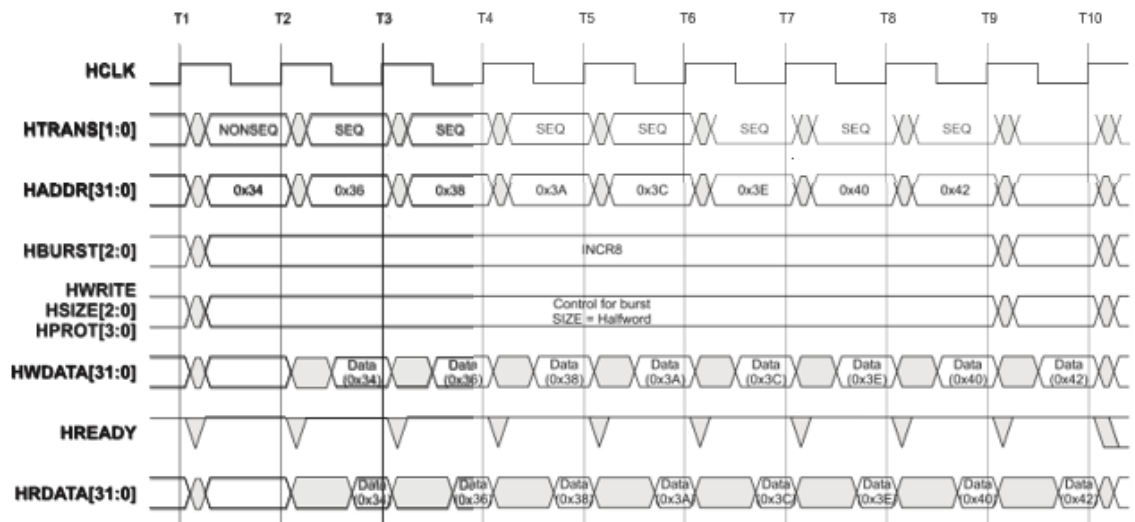 T1 T2 T3 T4 T5 T6 T7 T8 T9 T10
HCLK
HTRANS[1:0] NONSEQ SEQ SEQ SEQ SEQ SEQ SEQ SEQ
HADDR[31:0] 0x34 0x36 0x38 0x3A 0x3C 0x3E 0x40 0x42
HBURST[2:0] INCR8
HWRITE
HSIZE[2:0]
HPROT[3:0]
Control for burst
SIZE = Halfword
HWDATA[31:0]
Data Data Data Data Data Data Data Data
(0x34) (0x36) (0x38) (0x3A) (0x3C) (0x3E) (0x40) (0x42)
HREADY
HRDATA[31:0]
Data Data Data Data Data Data Data Data
(0x34) (0x36) (0x38) (0x3A) (0x3C) (0x3E) (0x40) (0x42)